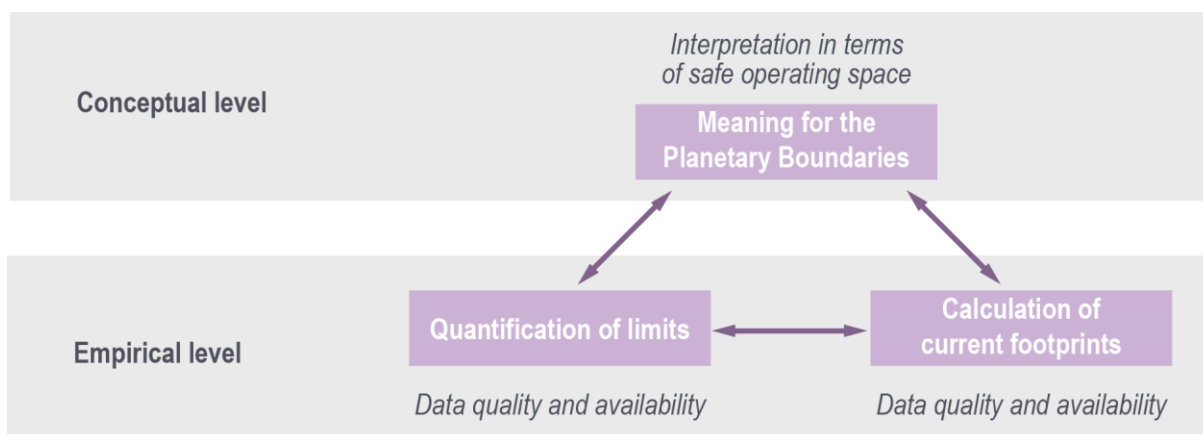 Conceptual level
Interpretation in terms
of safe operating space
Meaning for the
Planetary Boundaries
Empirical level
Quantification of limits
Data quality and availability
Calculation of
current footprints
Data quality and availability